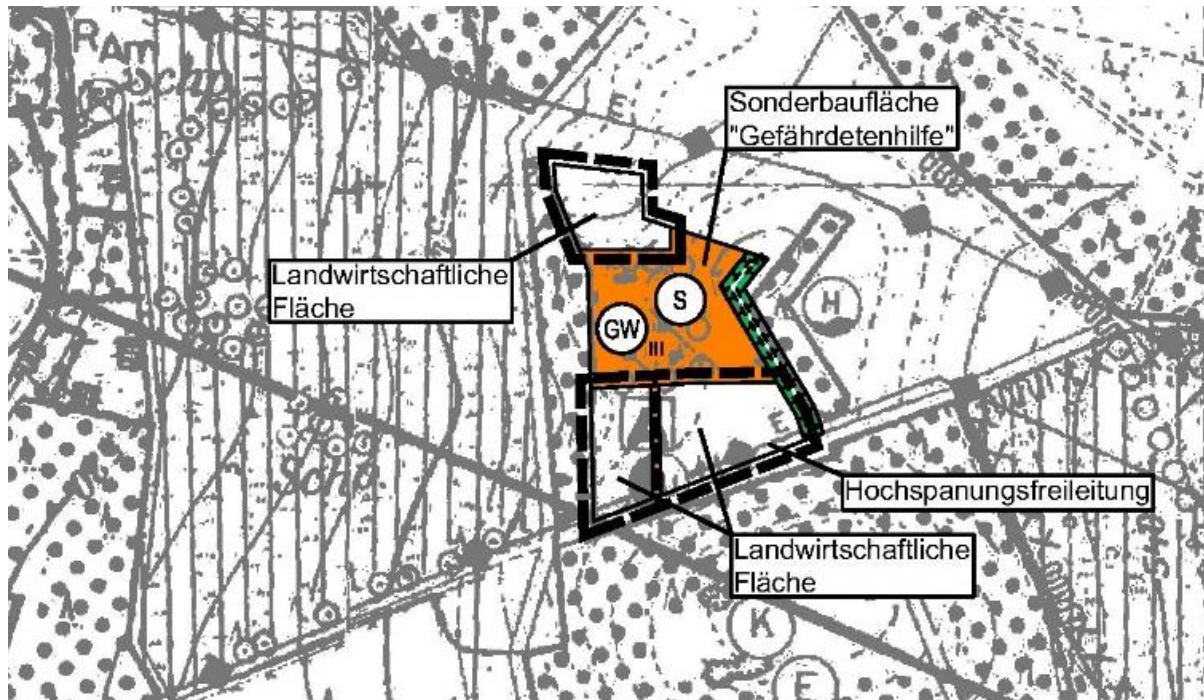 Sonderbaufläche
"Gefährdetenhilfe"
Landwirtschaftliche
Fläche
S
GW
III
H
E
E
Hochspanungsfreileitung
Landwirtschaftliche
Fläche
K
E